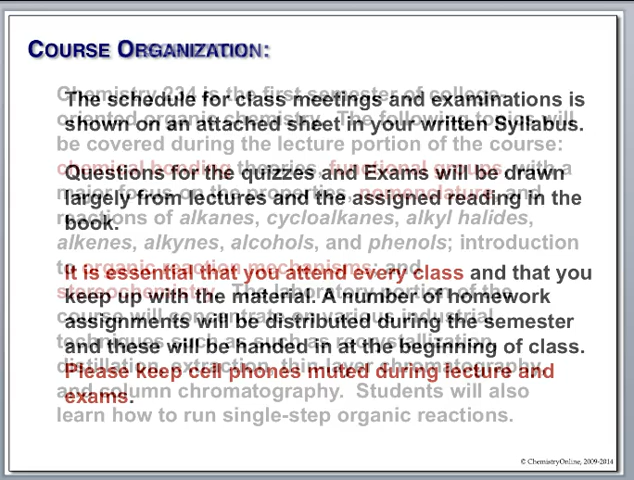 COURSE ORGANIZATION:
The schedule for class meetings and examinations is
shown on an attached sheet in your written Syllabus.
Questions for the quizzes and Exams will be drawn
largely from lectures and the assigned reading in the
book.
It is essential that you attend every class and that you
keep up with the material. A number of homework
assignments will be distributed during the semester
and these will be handed in at the beginning of class.
Please keep cell phones muted during lecture and
exams.
Chemistry 234 is the first semester of college-
oriented organic chemistry. The following topics will
be covered during the lecture portion of the course:
chemical bonding theories, functional groups, with a
major focus on the properties, nomenclature, and
reactions of alkanes, cycloalkanes, alkyl halides,
alkenes, alkynes, alcohols, and phenols; introduction
to organic reaction mechanisms; and
stereochemistry. The laboratory portion of the
course will concentrate on various industrial
techniques such as such as recrystallization,
distillation, extraction, thin layer chromatography,
and column chromatography. Students will also
learn how to run single-step organic reactions.
© ChemistryOnline, 2009-2014